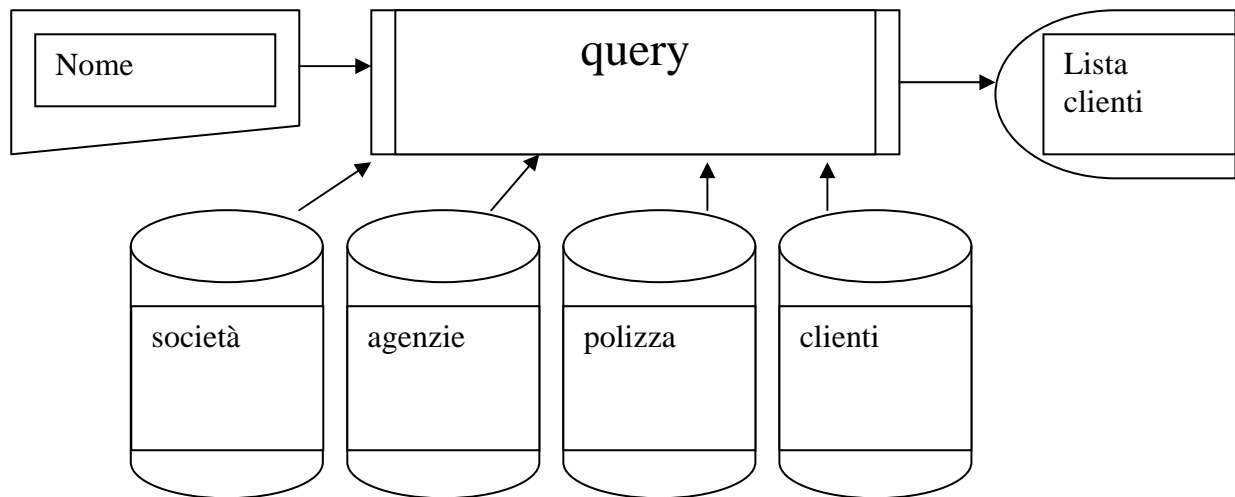 Nome
query
Lista
clienti
società
agenzie
polizza
clienti